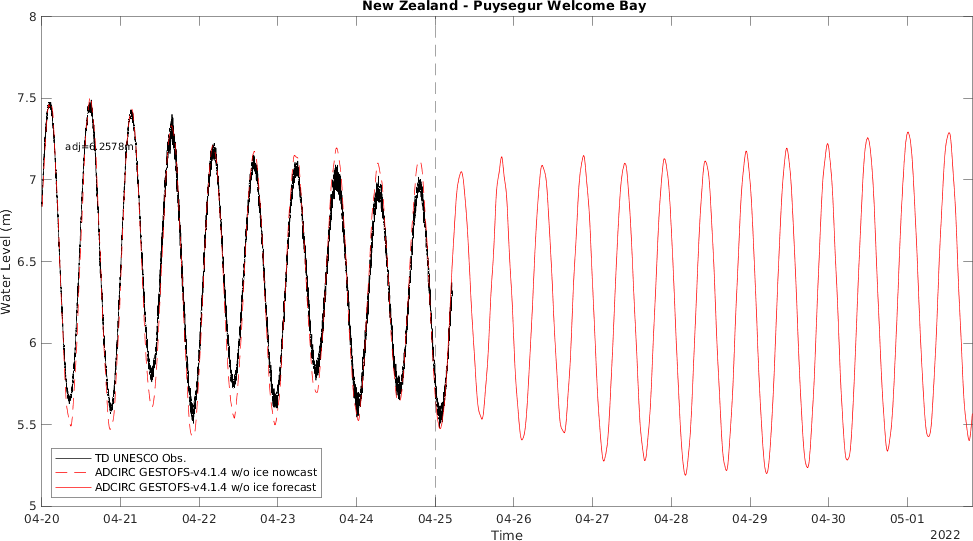 New Zealand - Puysegur Welcome Bay
8
7.5
adj=6.2578m
7
6.5
Water Level (m)
6
5.5
5
TD UNESCO Obs.
ADCIRC GESTOFS-v4.1.4 w/o ice nowcast
ADCIRC GESTOFS-v4.1.4 w/o ice forecast
04-20 04-21 04-22 04-23 04-24 04-25 04-26 04-27 04-28 04-29 04-30 05-01
Time
2022